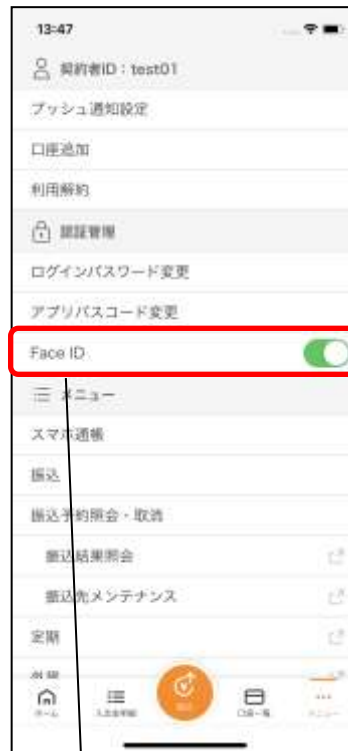 13:47
契約者ID：test01
プッシュ通知設定
口座追加
利用解約
認証管理
ログインパスワード変更
アプリパスコード変更
Face ID
メニュー
スマホ通帳
振込
振込予約照会・取消
振込結果照会
振込先メンテナンス
定期
ホーム
入出金明細
口座一覧
メニュー